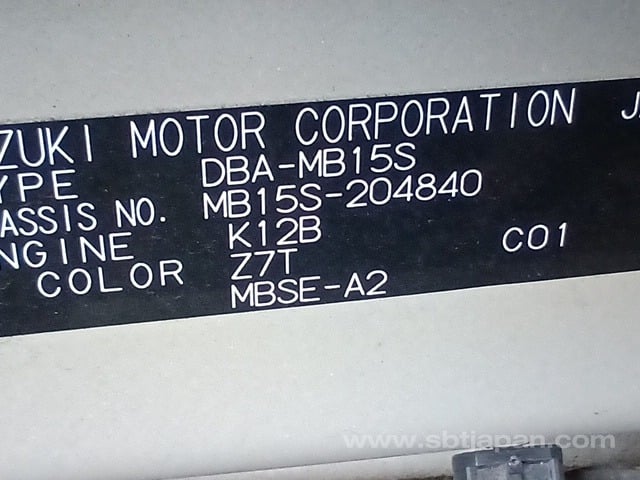 ZUKI MOTOR CORPORATION J
YPE DBA-MB15S
ASSIS NO. MB15S-204840
NGINE K12B
COLOR Z7T C01
MBSE-A2
www.sbtjapan.com